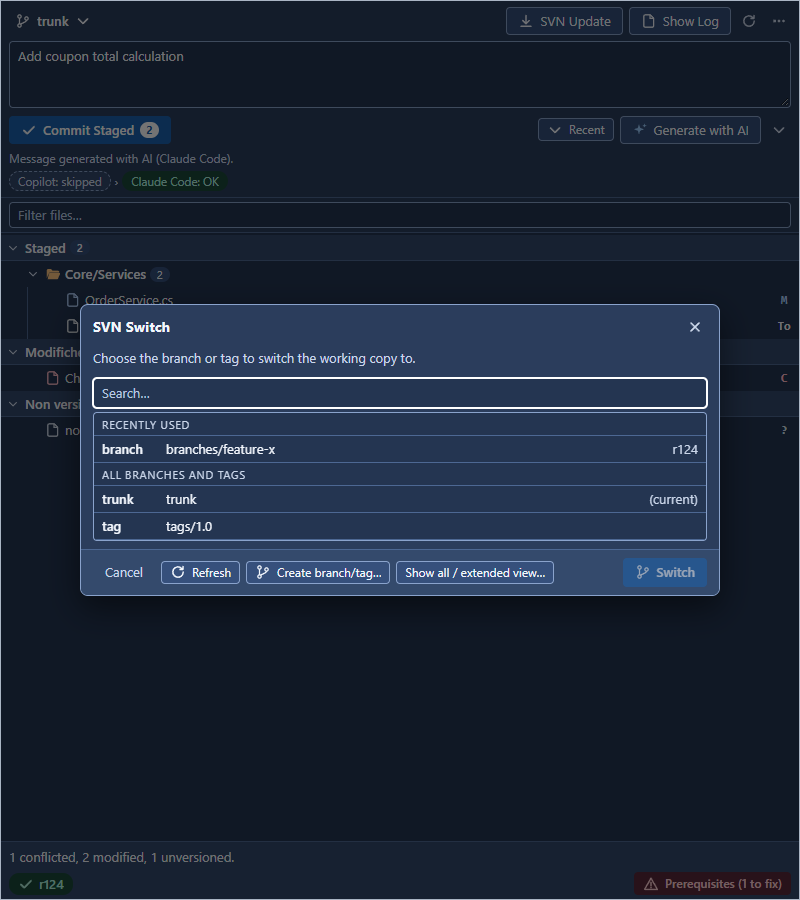 trunk
SVN Update
Show Log
Add coupon total calculation
Commit Staged 2
Recent
Generate with AI
Message generated with AI (Claude Code).
Copilot: skipped › Claude Code: OK
Filter files...
Staged 2
Core/Services 2
OrderService.cs M
To
C
?
SVN Switch
Choose the branch or tag to switch the working copy to.
Search...
RECENTLY USED
branch branches/feature-x r124
ALL BRANCHES AND TAGS
trunk trunk (current)
tag tags/1.0
Cancel
Refresh
Create branch/tag...
Show all / extended view...
Switch
1 conflicted, 2 modified, 1 unversioned.
r124
Prerequisites (1 to fix)